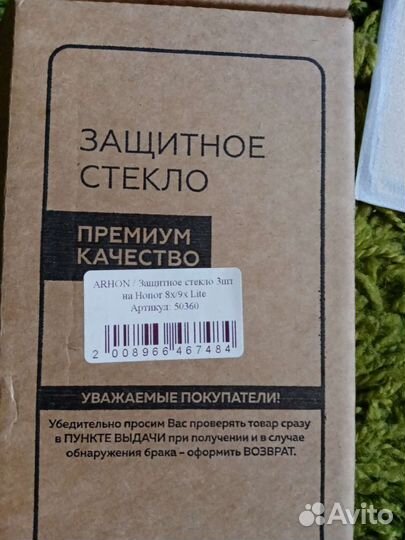 ЗАЩИТНОЕ
СТЕКЛО
ПРЕМИУМ
КАЧЕСТВО
ARHON / Защитное стекло 3шт
на Honor 8x/9x Lite
Артикул: 50360
2 008966 467484
УВАЖАЕМЫЕ ПОКУПАТЕЛИ!
Убедительно просим Вас проверять товар сразу
в ПУНКТЕ ВЫДАЧИ при получении и в случае
обнаружения брака – оформить ВОЗВРАТ.
Avito